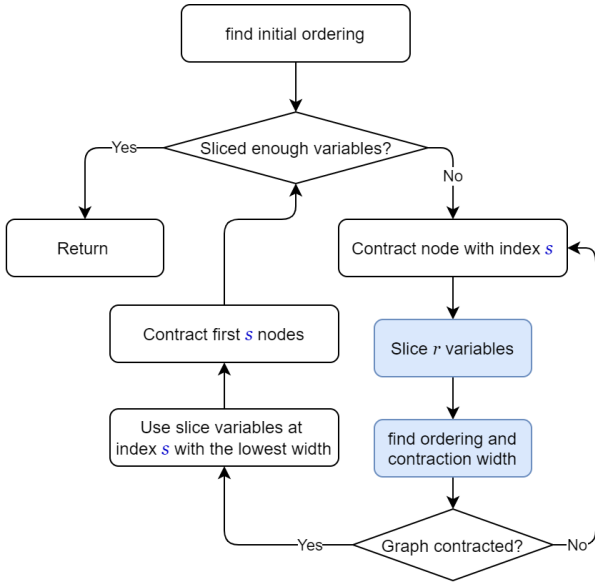 find initial ordering
Sliced enough variables?
Yes
No
Return
Contract node with index s
Contract first s nodes
Slice r variables
Use slice variables at
index s with the lowest width
find ordering and
contraction width
Yes
Graph contracted?
No